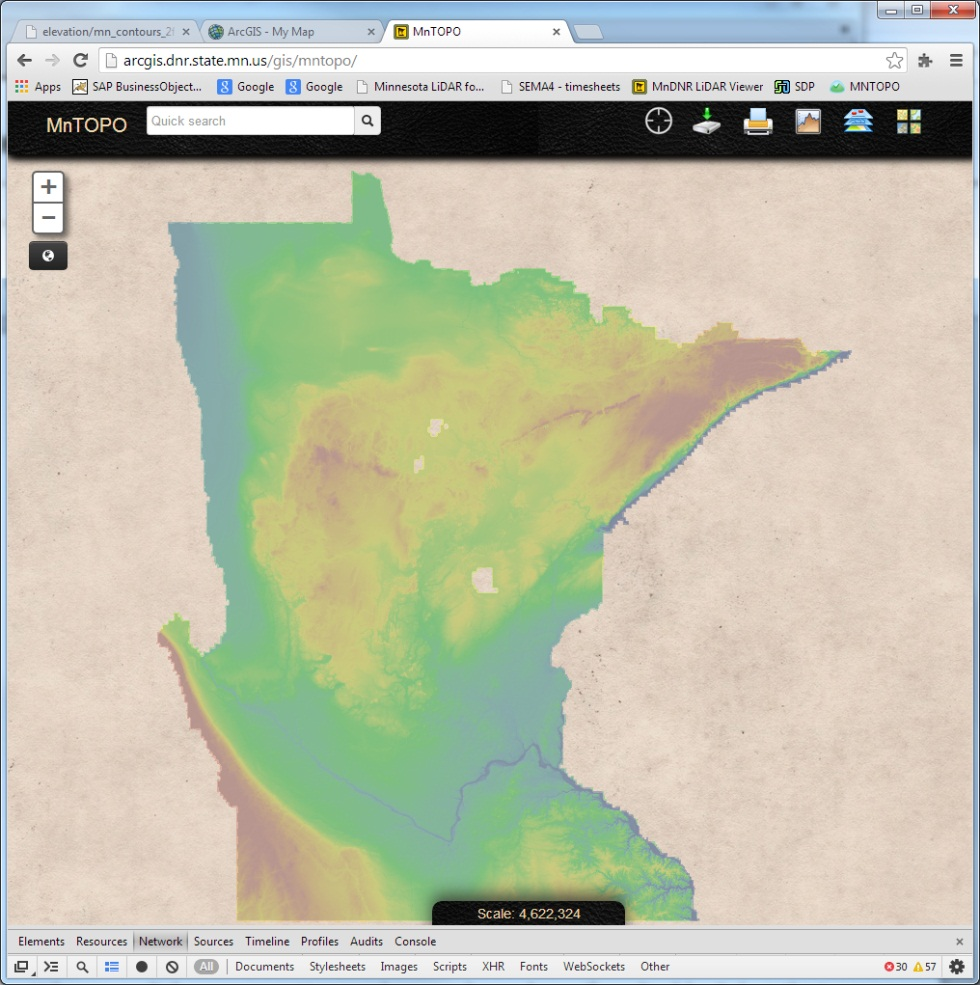 elevation/mn_contours_2
ArcGIS - My Map
MnTOPO
arcgis.dnr.state.mn.us/gis/mntopo/
Apps SAP BusinessObject... Google Google Minnesota LiDAR fo... SEMA4 - timesheets MnDNR LiDAR Viewer SDP MNTOPO
MnTOPO Quick search
Scale: 4,622,324
Elements Resources Network Sources Timeline Profiles Audits Console
All Documents Stylesheets Images Scripts XHR Fonts WebSockets Other 30 57